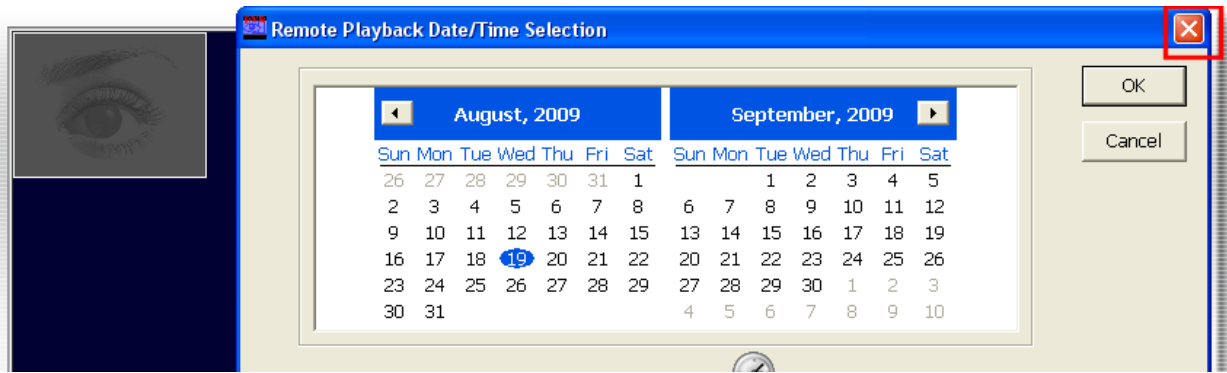 Remote Playback Date/Time Selection
OK
Cancel
August, 2009 September, 2009
Sun Mon Tue Wed Thu Fri Sat Sun Mon Tue Wed Thu Fri Sat
26 27 28 29 30 31 1 1 2 3 4 5
2 3 4 5 6 7 8 6 7 8 9 10 11 12
9 10 11 12 13 14 15 13 14 15 16 17 18 19
16 17 18 19 20 21 22 20 21 22 23 24 25 26
23 24 25 26 27 28 29 27 28 29 30 1 2 3
30 31 4 5 6 7 8 9 10